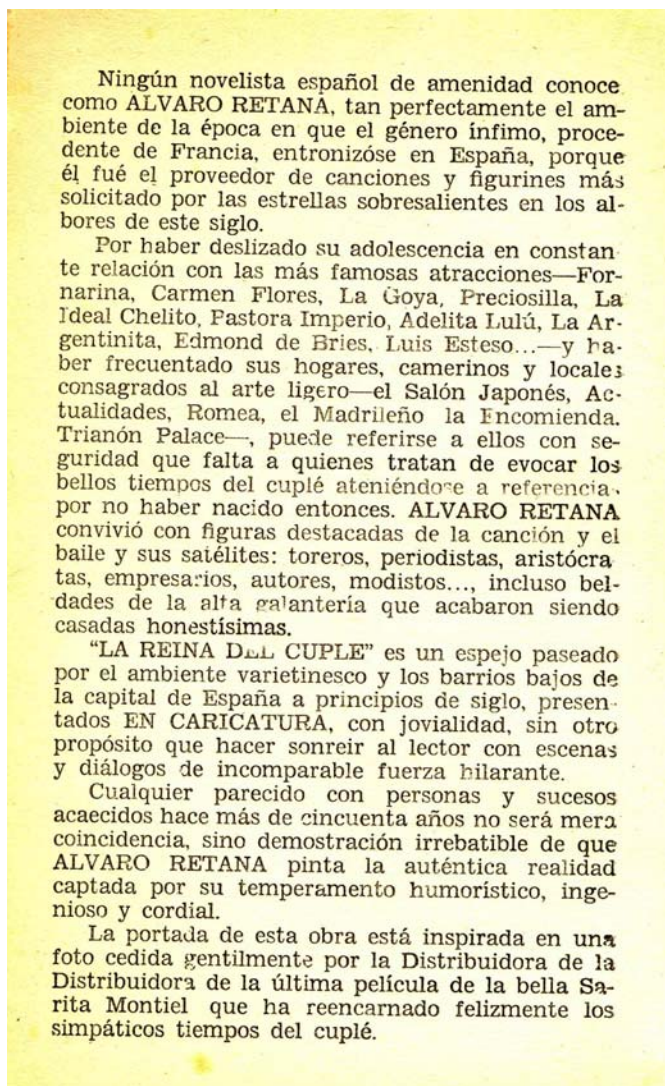 Ningún novelista español de amenidad conoce
como ALVARO RETANA, tan perfectamente el am-
biente de la época en que el género ínfimo, proce-
dente de Francia, entronizóse en España, porque
él fué el proveedor de canciones y figurines más
solicitado por las estrellas sobresalientes en los al-
bores de este siglo.
Por haber deslizado su adolescencia en constan
te relación con las más famosas atracciones—For-
narina, Carmen Flores, La Goya, Preciosilla, La
Ideal Chelito, Pastora Imperio, Adelita Lulú, La Ar-
gentinita, Edmond de Bries, Luis Esteso...—y ha-
ber frecuentado sus hogares, camerinos y locales
consagrados al arte ligero—el Salón Japonés, Ac-
tualidades, Romea, el Madrileño la Encomienda.
Trianón Palace—, puede referirse a ellos con se-
guridad que falta a quienes tratan de evocar los
bellos tiempos del cuplé ateniéndose a referencia.
por no haber nacido entonces. ALVARO RETANA
convivió con figuras destacadas de la canción y el
baile y sus satélites: toreros, periodistas, aristócra
tas, empresarios, autores, modistos..., incluso bel-
dades de la alta galantería que acabaron siendo
casadas honestísimas.
"LA REINA DEL CUPLE" es un espejo paseado
por el ambiente varietinesco y los barrios bajos de
la capital de España a principios de siglo, presen-
tados EN CARICATURA, con jovialidad, sin otro
propósito que hacer sonreir al lector con escenas
y diálogos de incomparable fuerza hilarante.
Cualquier parecido con personas y sucesos
acaecidos hace más de cincuenta años no será mera
coincidencia, sino demostración irrebatible de que
ALVARO RETANA pinta la auténtica realidad
captada por su temperamento humorístico, inge-
nioso y cordial.
La portada de esta obra está inspirada en una
foto cedida gentilmente por la Distribuidora de la
Distribuidora de la última película de la bella Sa-
rita Montiel que ha reencarnado felizmente los
simpáticos tiempos del cuplé.